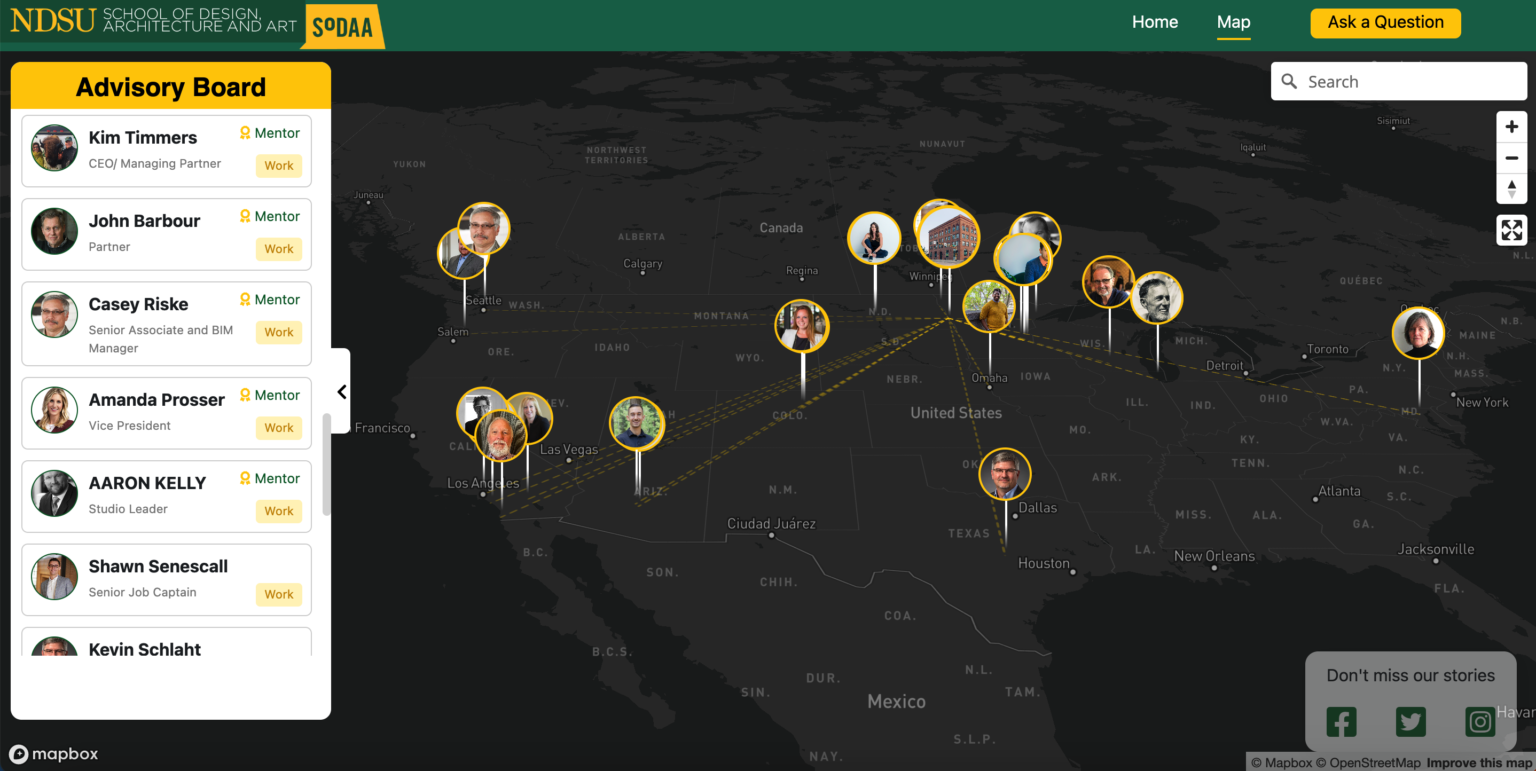 NDSU SCHOOL OF DESIGN,
ARCHITECTURE AND ART
SoDAA
Home
Map
Ask a Question
Advisory Board
Kim Timmers
Mentor
CEO/ Managing Partner
Work
John Barbour
Mentor
Partner
Work
Casey Riske
Mentor
Senior Associate and BIM
Manager
Work
Amanda Prosser
Mentor
Vice President
Work
AARON KELLY
Mentor
Studio Leader
Work
Shawn Senescall
Senior Job Captain
Work
Kevin Schlaht
mapbox
Search
Sisimiut
Iqaluit
NUNAVUT
NORTHWEST
TERRITORIES
YUKON
Juneau
Canada
ALBERTA
Calgary
Regina
QUÉBEC
N.L.
Seattle
WASH.
MONTANA
N.D.
Salem
ORE.
IDAHO
WYO.
NEBR.
Omaha
IOWA
WIS.
MICH.
Detroit
Toronto
MAINE
N.B.
N.H.
N.Y.
MASS.
PA.
New York
United States
COLO.
ILL.
IND.
OHIO
MD.
W.VA.
VA.
KY.
MO.
Francisco
Las Vegas
Los Angeles
ARIZ.
N.M.
TENN.
N.C.
ARK.
Atlanta
S.C.
Dallas
MISS.
ALA.
GA.
Ciudad Juárez
TEXAS
LA.
New Orleans
Jacksonville
Houston
B.C.
SON.
CHIH.
FLA.
COA.
B.C.S.
DUR.
N.L.
SIN.
TAM.
Mexico
S.L.P.
NAY.
Don't miss our stories
© Mapbox © OpenStreetMap Improve this map